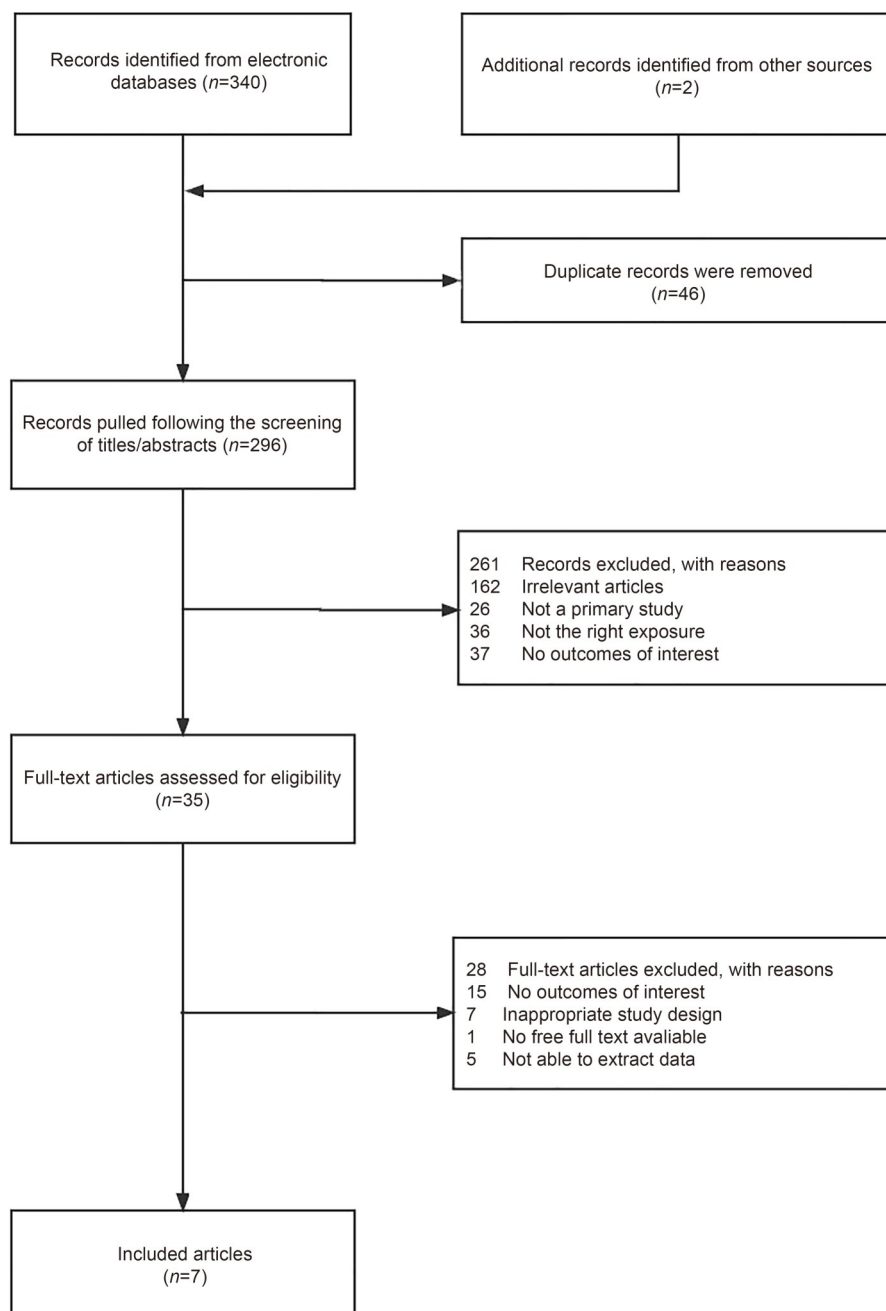 Records identified from electronic
databases (n=340)
Additional records identified from other sources
(n=2)
Duplicate records were removed
(n=46)
Records pulled following the screening
of titles/abstracts (n=296)
261 Records excluded, with reasons
162 Irrelevant articles
26 Not a primary study
36 Not the right exposure
37 No outcomes of interest
Full-text articles assessed for eligibility
(n=35)
28 Full-text articles excluded, with reasons
15 No outcomes of interest
7 Inappropriate study design
1 No free full text avaliable
5 Not able to extract data
Included articles
(n=7)